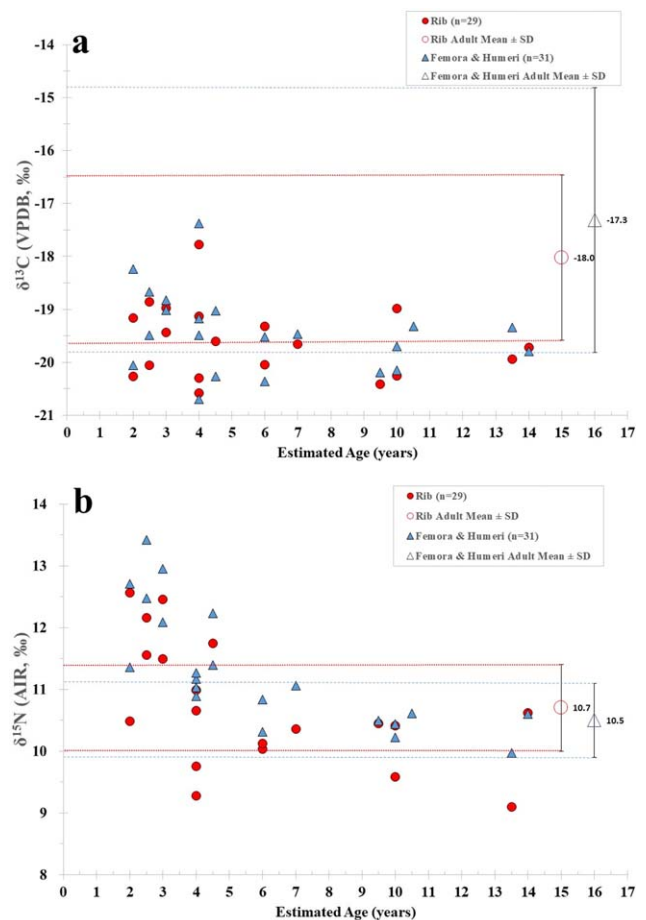 a
Rib (n=29)
Rib Adult Mean ± SD
Femora & Humeri (n=31)
Femora & Humeri Adult Mean ± SD
δ¹³C (VPDB, ‰)
-14
-15
-16
-17
-18
-19
-20
-21
-17.3
-18.0
0 1 2 3 4 5 6 7 8 9 10 11 12 13 14 15 16 17
Estimated Age (years)
b
Rib (n=29)
Rib Adult Mean ± SD
Femora & Humeri (n=31)
Femora & Humeri Adult Mean ± SD
δ¹⁵N (AIR, ‰)
14
13
12
11
10
9
8
10.7
10.5
0 1 2 3 4 5 6 7 8 9 10 11 12 13 14 15 16 17
Estimated Age (years)